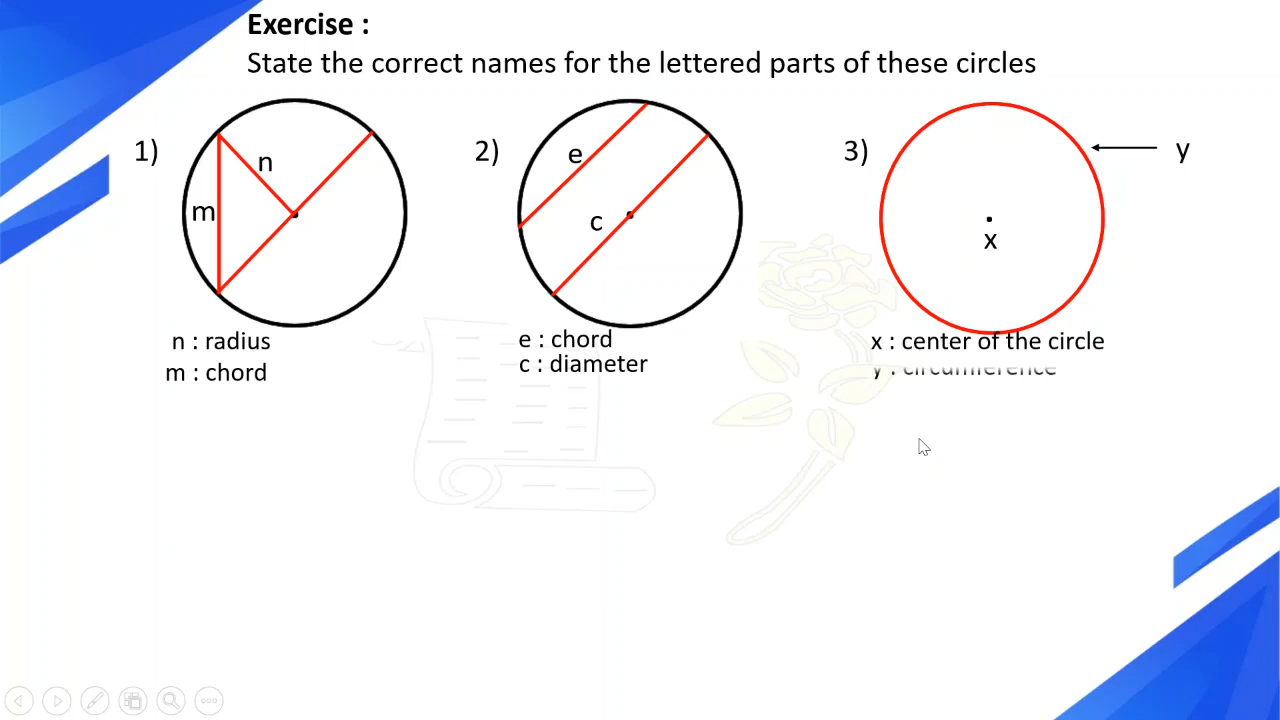 Exercise :
State the correct names for the lettered parts of these circles
1)
n
m
n : radius
m : chord
2)
e
c
e : chord
c : diameter
3)
y
x
x : center of the circle
y : circumference